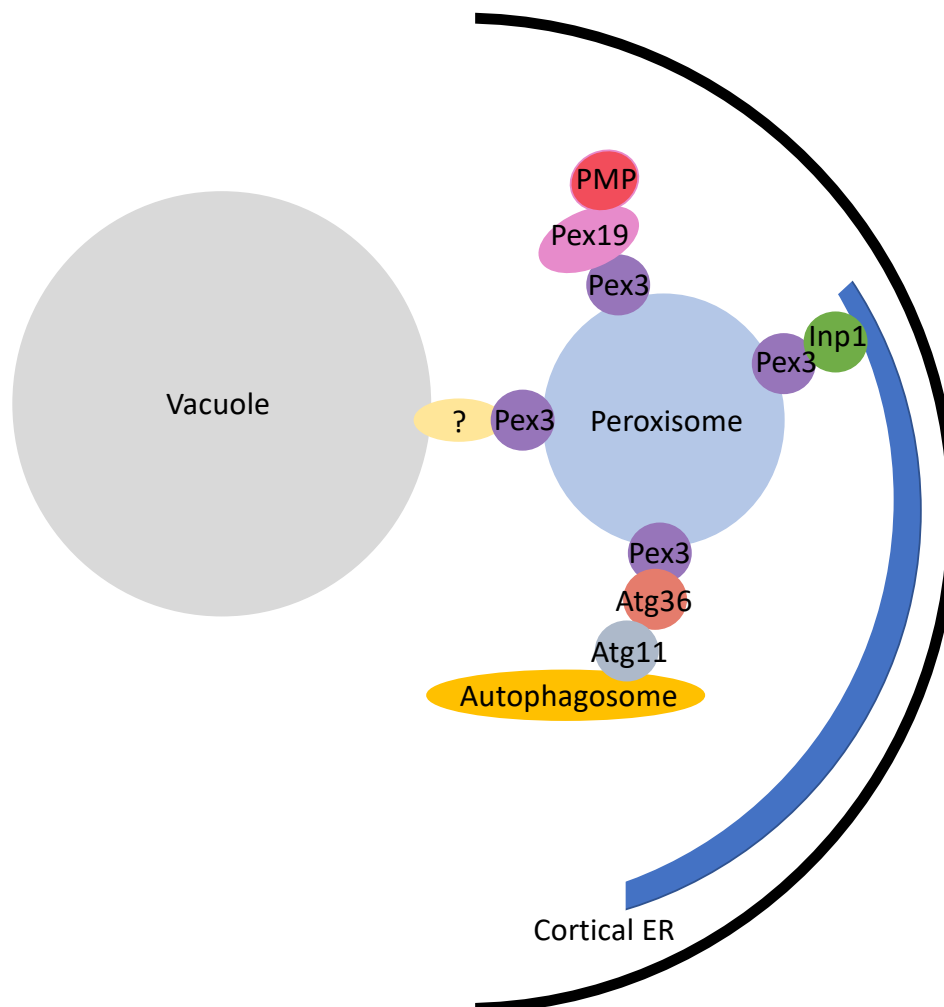 PMP
Pex19
Pex3
Inp1
Pex3
Vacuole
?
Pex3
Peroxisome
Pex3
Atg36
Atg11
Autophagosome
Cortical ER